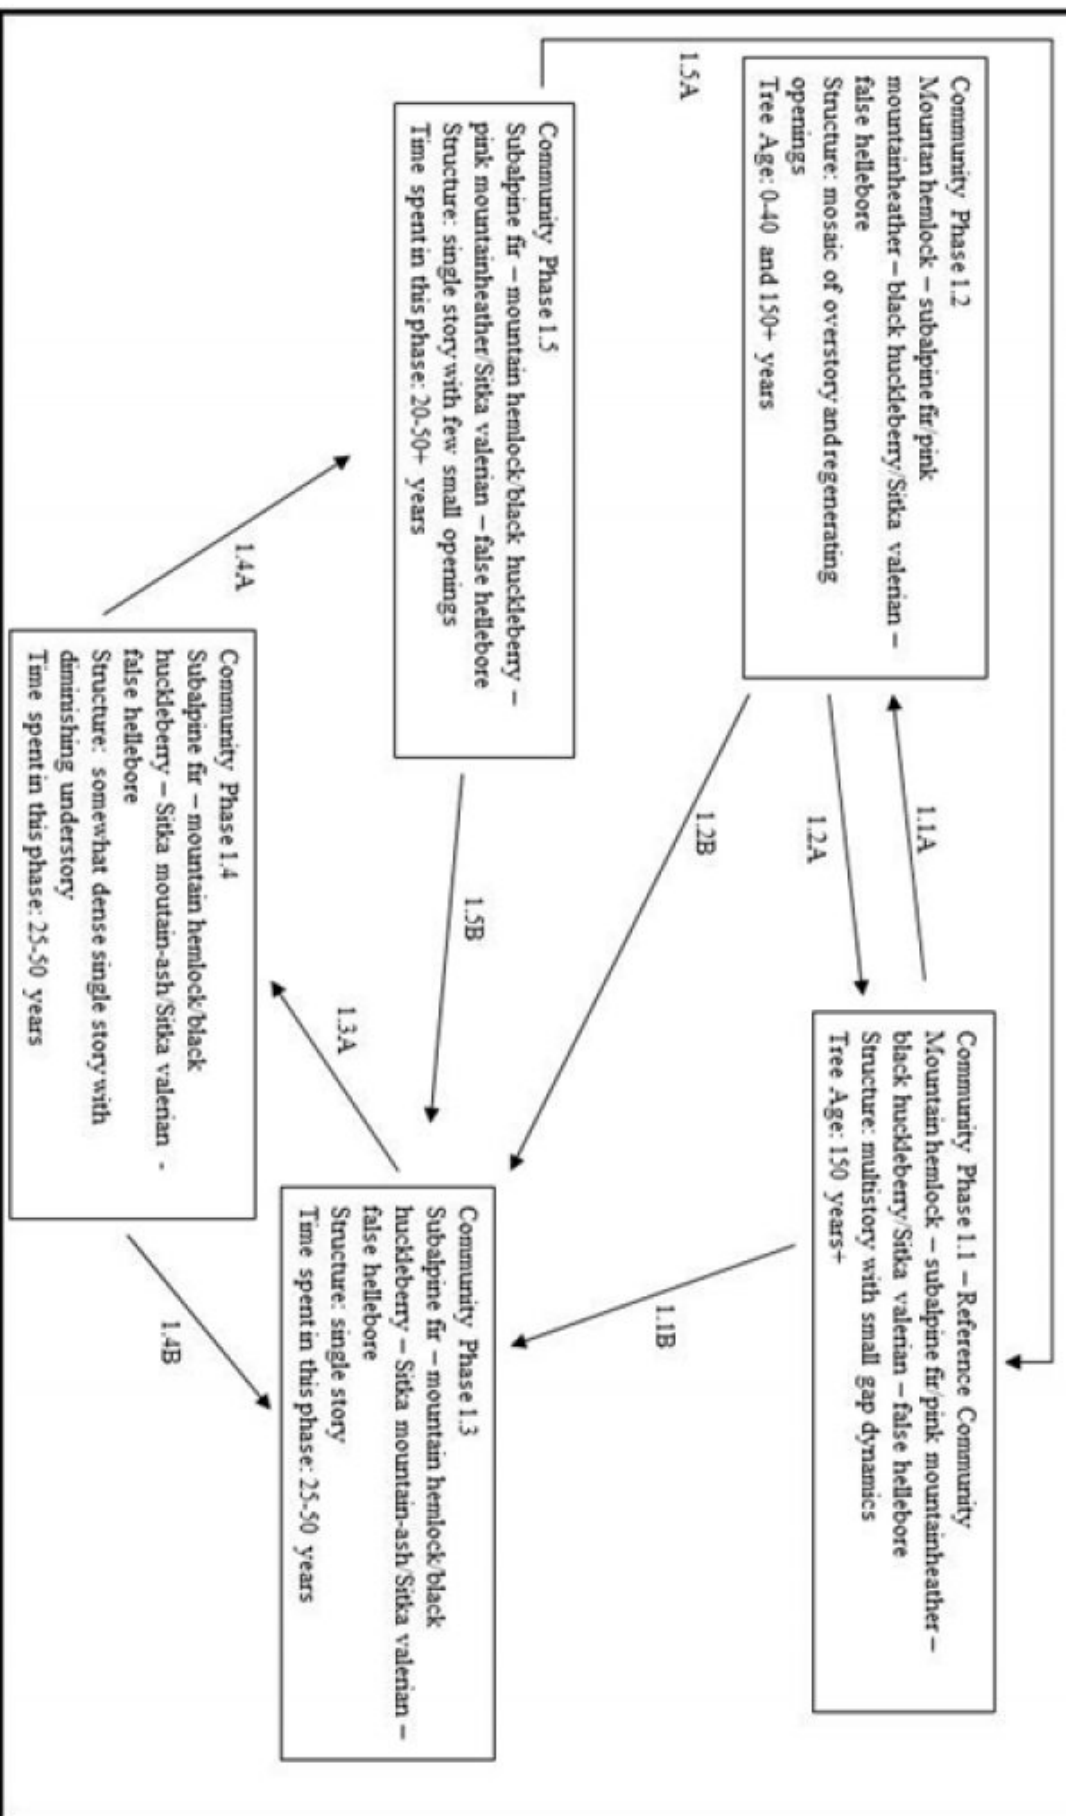 Community Phase 1.2
Mountan hemlock – subalpine fir/pink
mountainheather – black huckleberry/Sitka valerian –
false hellebore
Structure: mosaic of overstory and regenerating
openings
Tree Age: 0-40 and 150+ years
1.1A
1.2A
1.2B
Community Phase 1.1 – Reference Community
Mountain hemlock – subalpine fir/pink mountainheather –
black huckleberry/Sitka valerian – false hellebore
Structure: multistory with small gap dynamics
Tree Age: 150 years+
1.5A
1.1B
Community Phase 1.5
Subalpine fir – mountain hemlock/black huckleberry –
pink mountainheather/Sitka valerian – false hellebore
Structure: single story with few small openings
Time spent in this phase: 20-50+ years
1.5B
Community Phase 1.3
Subalpine fir – mountain hemlock/black
huckleberry – Sitka mountain-ash/Sitka valerian –
false hellebore
Structure: single story
Time spent in this phase: 25-50 years
1.4A
1.3A
Community Phase 1.4
Subalpine fir – mountain hemlock/black
huckleberry – Sitka moutain-ash/Sitka valerian -
false hellebore
Structure: somewhat dense single story with
diminishing understory
Time spent in this phase: 25-50 years
1.4B